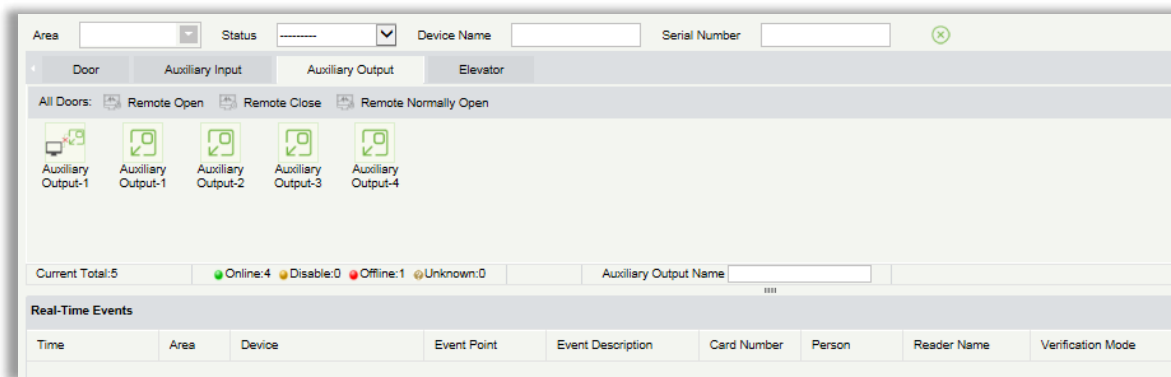 Area Status --------- Device Name Serial Number
Door Auxiliary Input Auxiliary Output Elevator
All Doors: Remote Open Remote Close Remote Normally Open
Auxiliary Output-1 Auxiliary Output-1 Auxiliary Output-2 Auxiliary Output-3 Auxiliary Output-4
Current Total:5 Online:4 Disable:0 Offline:1 Unknown:0 Auxiliary Output Name
Real-Time Events
Time Area Device Event Point Event Description Card Number Person Reader Name Verification Mode